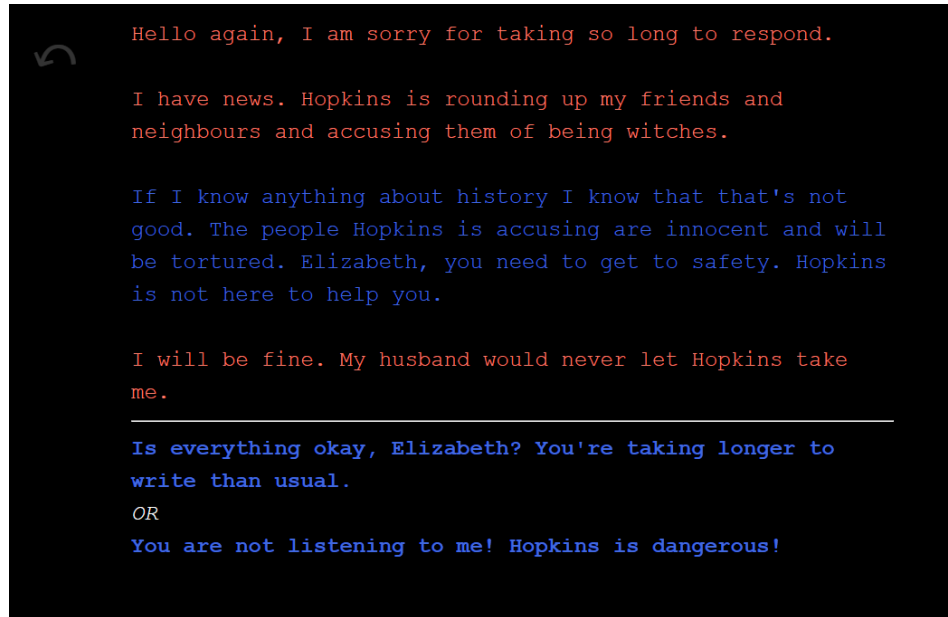 Hello again, I am sorry for taking so long to respond.
I have news. Hopkins is rounding up my friends and
neighbours and accusing them of being witches.
If I know anything about history I know that that's not
good. The people Hopkins is accusing are innocent and will
be tortured. Elizabeth, you need to get to safety. Hopkins
is not here to help you.
I will be fine. My husband would never let Hopkins take
me.
Is everything okay, Elizabeth? You're taking longer to
write than usual.
OR
You are not listening to me! Hopkins is dangerous!